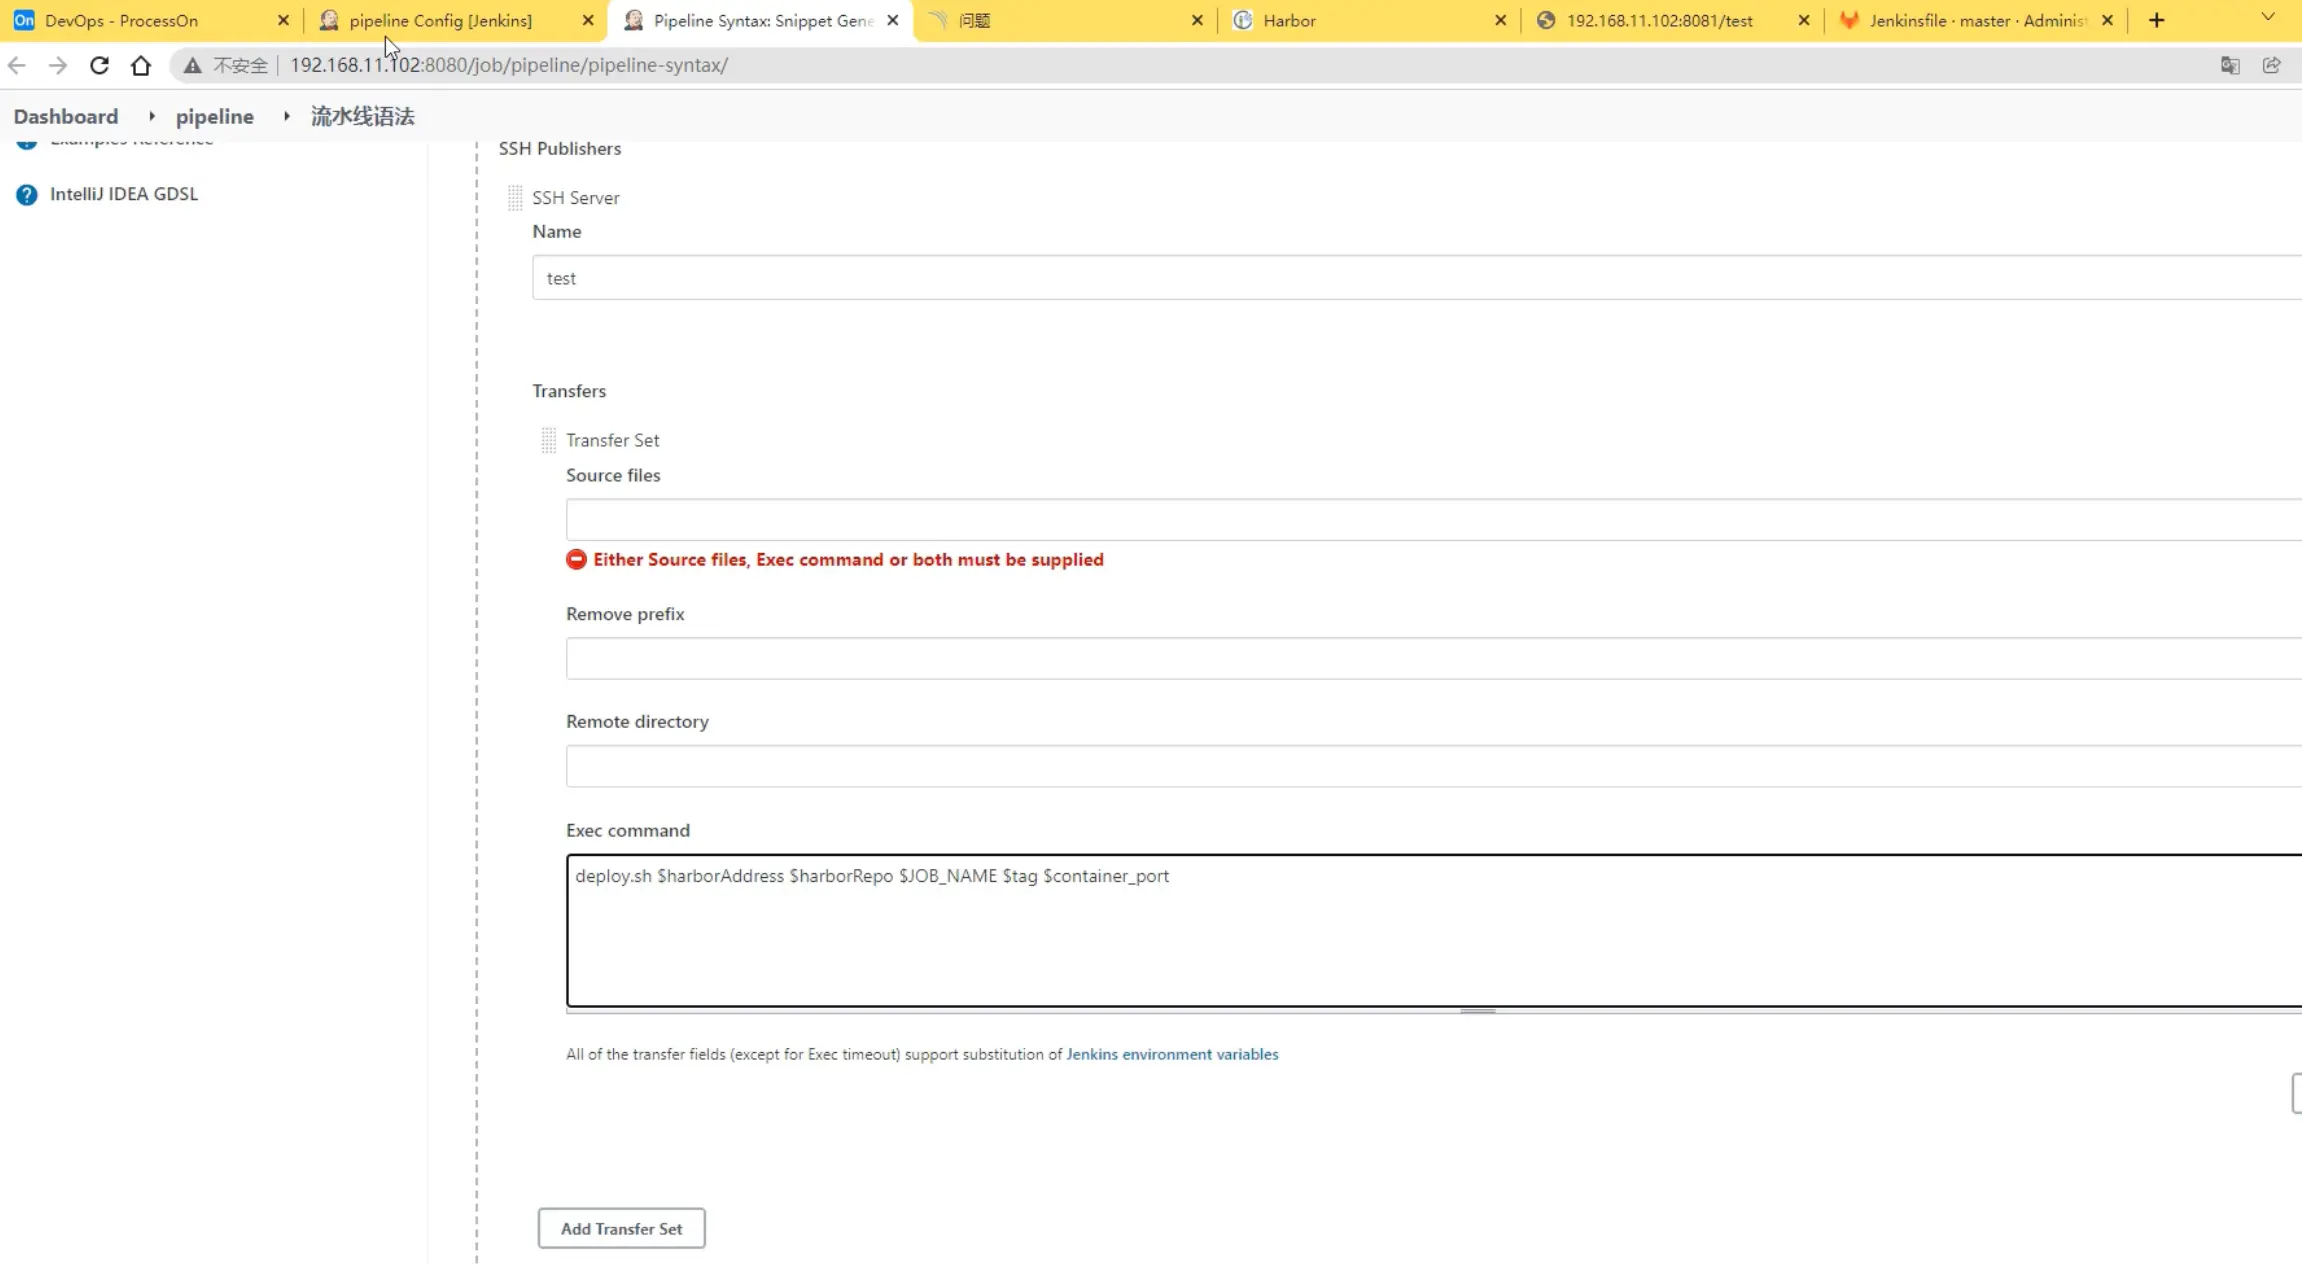 On DevOps - ProcessOn
pipeline Config [Jenkins]
Pipeline Syntax: Snippet Gene
问题
Harbor
192.168.11.102:8081/test
Jenkinsfile · master · Adminis
不安全 192.168.11.102:8080/job/pipeline/pipeline-syntax/
Dashboard pipeline 流水线语法
Examples Reference
SSH Publishers
? IntelliJ IDEA GDSL
SSH Server
Name
test
Transfers
Transfer Set
Source files
Either Source files, Exec command or both must be supplied
Remove prefix
Remote directory
Exec command
deploy.sh $harborAddress $harborRepo $JOB_NAME $tag $container_port
All of the transfer fields (except for Exec timeout) support substitution of Jenkins environment variables
Add Transfer Set